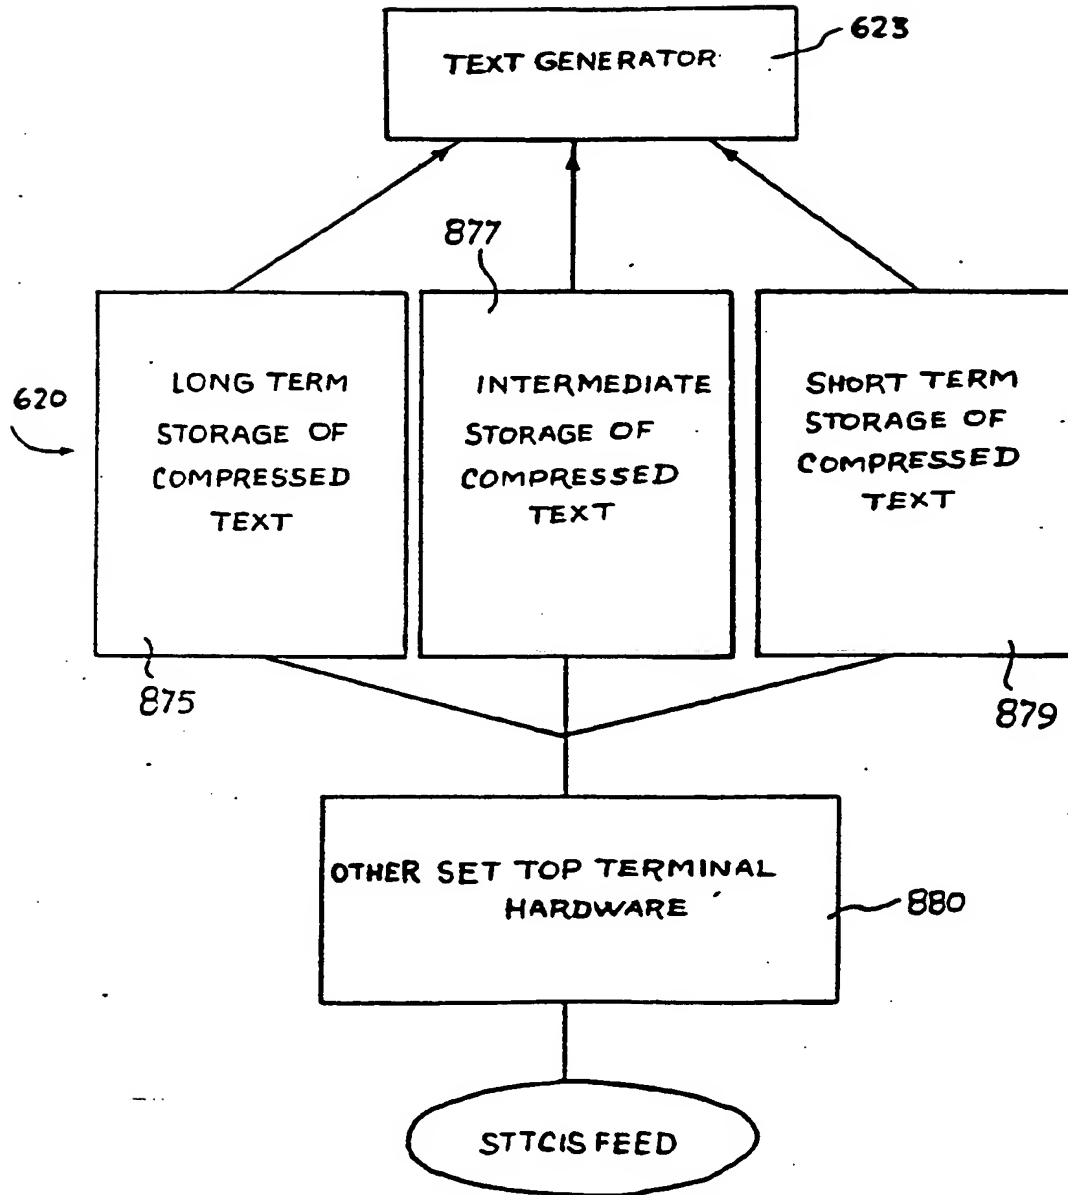 623
TEXT GENERATOR
877
620
LONG TERM
STORAGE OF
COMPRESSED
TEXT
INTERMEDIATE
STORAGE OF
COMPRESSED
TEXT
SHORT TERM
STORAGE OF
COMPRESSED
TEXT
875
879
OTHER SET TOP TERMINAL
HARDWARE
880
STTCIS FEED